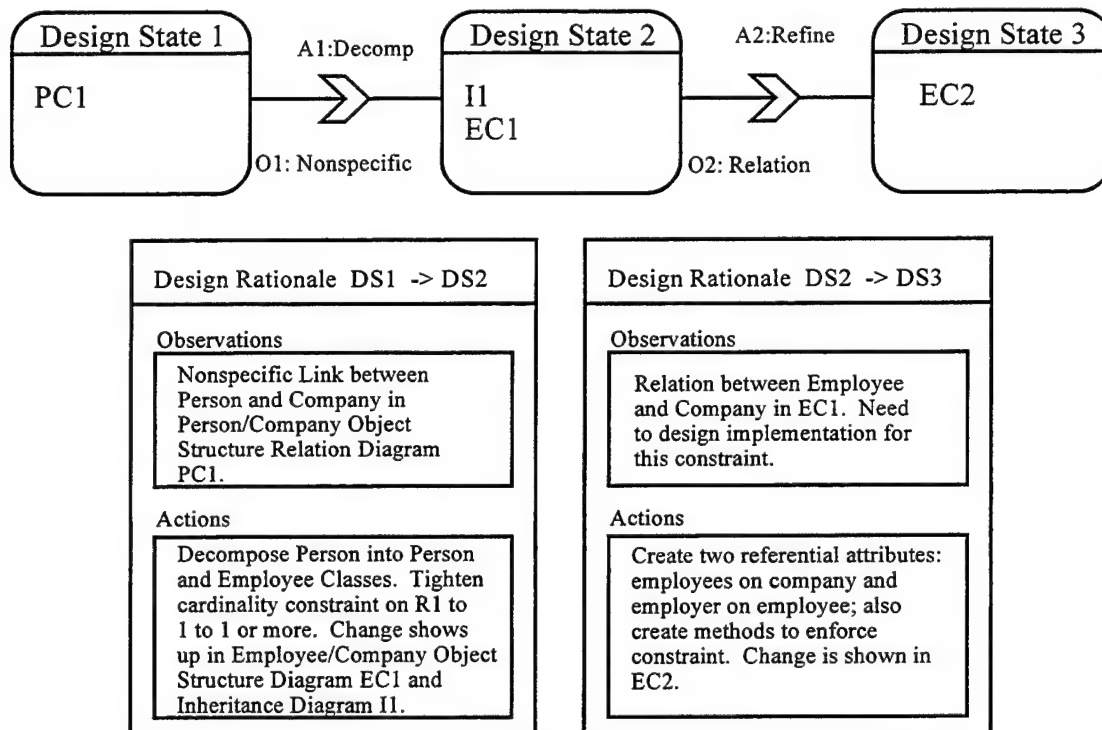 Design State 1
A1:Decomp
Design State 2
A2:Refine
Design State 3
PC1
I1
EC1
EC2
O1: Nonspecific
O2: Relation
Design Rationale DS1 -> DS2
Observations
Nonspecific Link between
Person and Company in
Person/Company Object
Structure Relation Diagram
PC1.
Actions
Decompose Person into Person
and Employee Classes. Tighten
cardinality constraint on R1 to
1 to 1 or more. Change shows
up in Employee/Company Object
Structure Diagram EC1 and
Inheritance Diagram I1.
Design Rationale DS2 -> DS3
Observations
Relation between Employee
and Company in EC1. Need
to design implementation for
this constraint.
Actions
Create two referential attributes:
employees on company and
employer on employee; also
create methods to enforce
constraint. Change is shown in
EC2.